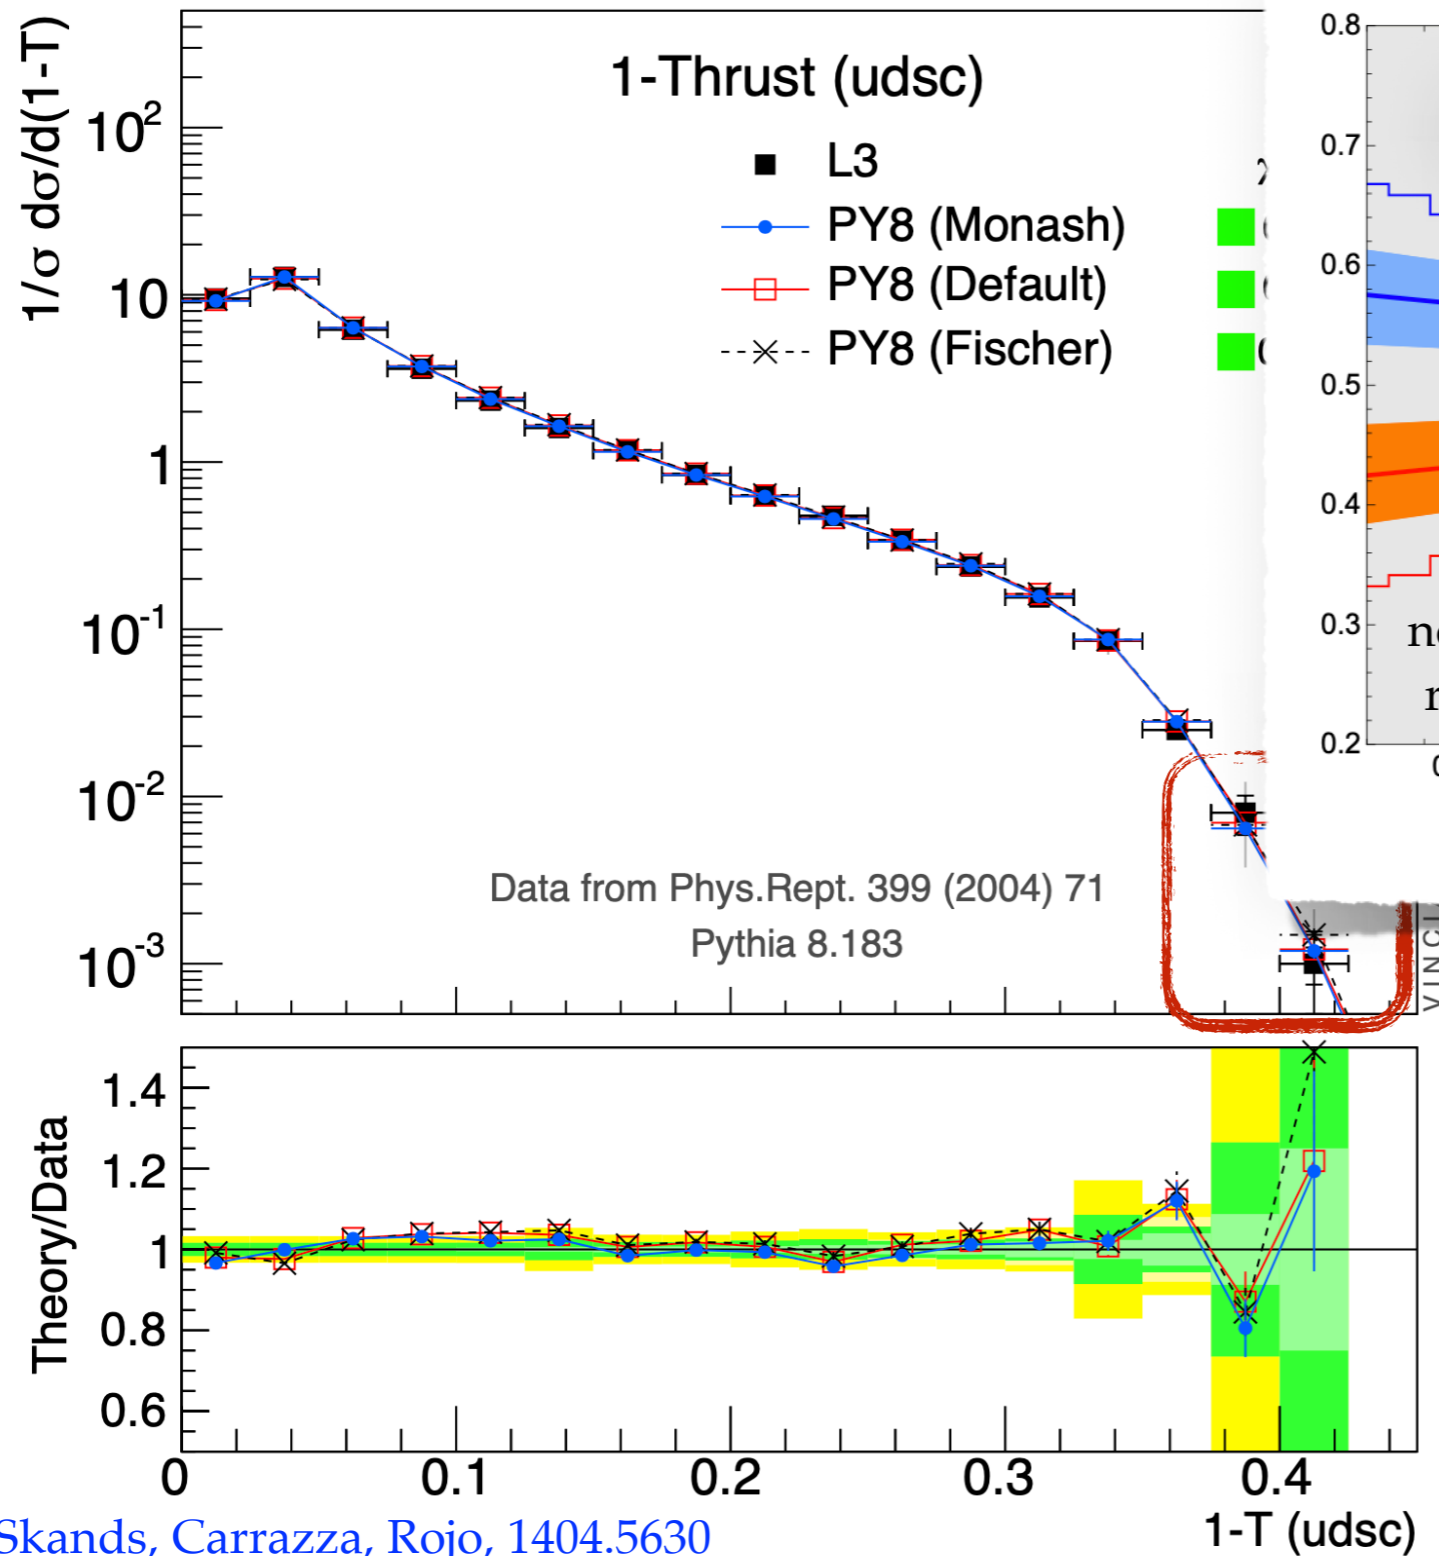 1/σ dσ/d(1-T)
10²
10
1
10⁻¹
10⁻²
10⁻³
1-Thrust (udsc)
L3
PY8 (Monash)
PY8 (Default)
PY8 (Fischer)
Data from Phys.Rept. 399 (2004) 71
Pythia 8.183
0.8
0.7
0.6
0.5
0.4
0.3
0.2
VINCI
Theory/Data
1.4
1.2
1
0.8
0.6
0 0.1 0.2 0.3 0.4
1-T (udsc)
Skands, Carrazza, Rojo, 1404.5630